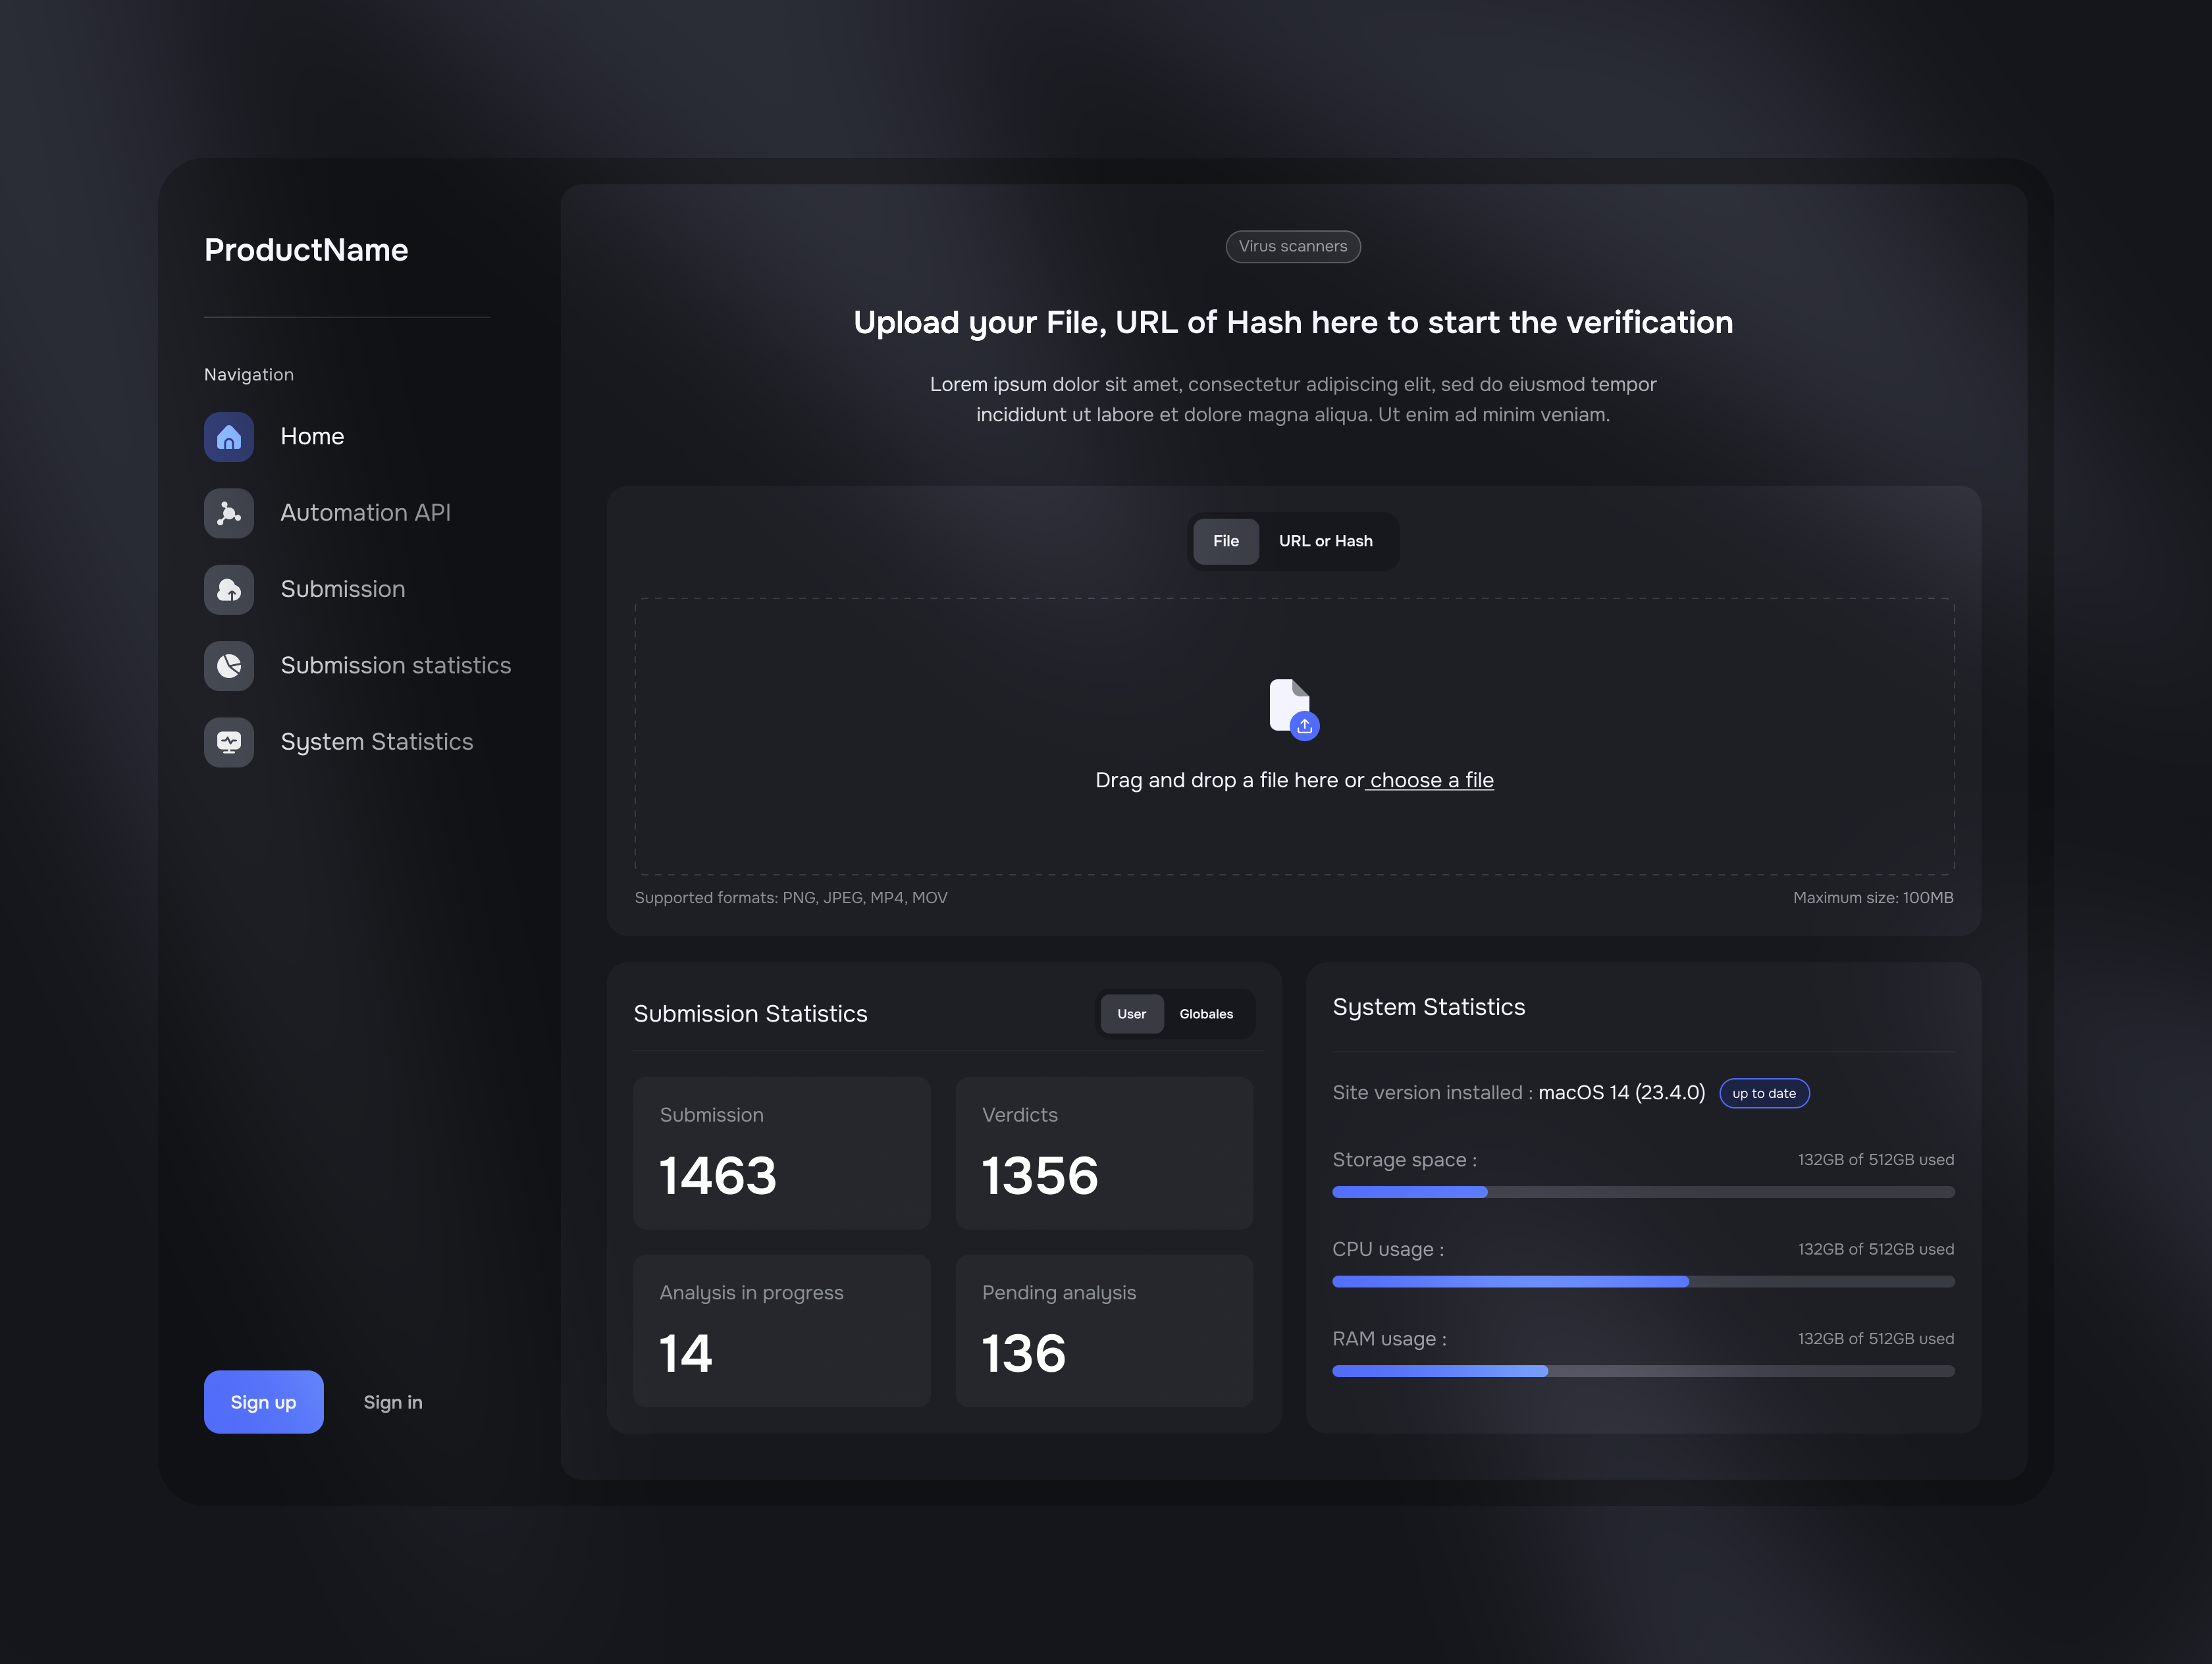 ProductName
Navigation
Home
Automation API
Submission
Submission statistics
System Statistics
Sign up
Sign in
Virus scanners
Upload your File, URL of Hash here to start the verification
Lorem ipsum dolor sit amet, consectetur adipiscing elit, sed do eiusmod tempor
incididunt ut labore et dolore magna aliqua. Ut enim ad minim veniam.
File
URL or Hash
Drag and drop a file here or choose a file
Supported formats: PNG, JPEG, MP4, MOV
Maximum size: 100MB
Submission Statistics
User
Globales
Submission
1463
Verdicts
1356
Analysis in progress
14
Pending analysis
136
System Statistics
Site version installed : macOS 14 (23.4.0)
up to date
Storage space :
132GB of 512GB used
CPU usage :
132GB of 512GB used
RAM usage :
132GB of 512GB used